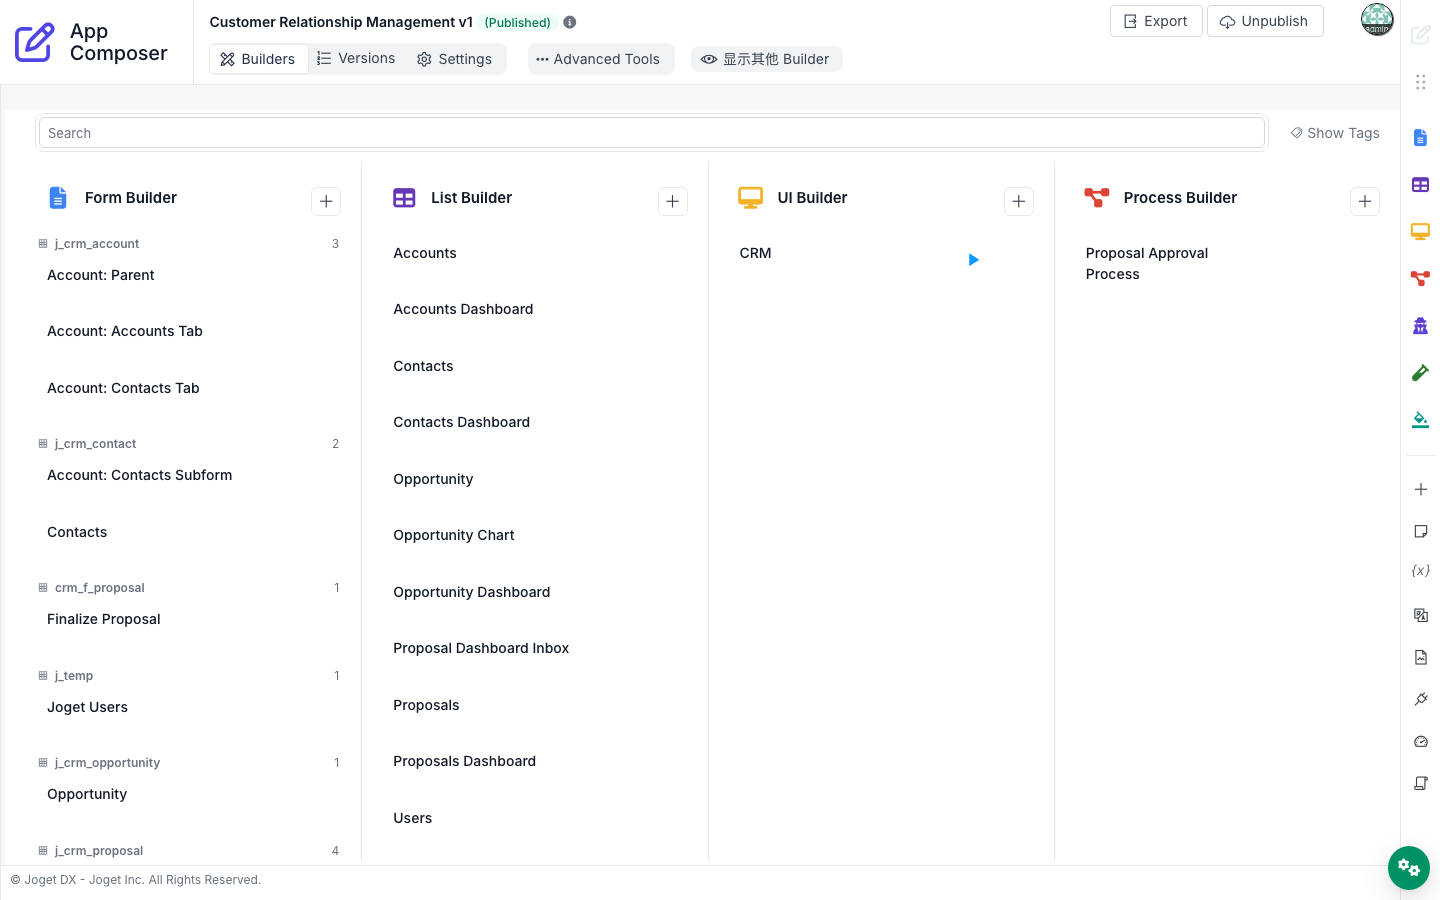 App
Composer
Customer Relationship Management v1 (Published)
Export
Unpublish
admin
Builders
Versions
Settings
Advanced Tools
显示其他 Builder
Search
Show Tags
Form Builder
j_crm_account 3
Account: Parent
Account: Accounts Tab
Account: Contacts Tab
j_crm_contact 2
Account: Contacts Subform
Contacts
crm_f_proposal 1
Finalize Proposal
j_temp 1
Joget Users
j_crm_opportunity 1
Opportunity
j_crm_proposal 4
List Builder
Accounts
Accounts Dashboard
Contacts
Contacts Dashboard
Opportunity
Opportunity Chart
Opportunity Dashboard
Proposal Dashboard Inbox
Proposals
Proposals Dashboard
Users
UI Builder
CRM
Process Builder
Proposal Approval
Process
{x}
© Joget DX - Joget Inc. All Rights Reserved.